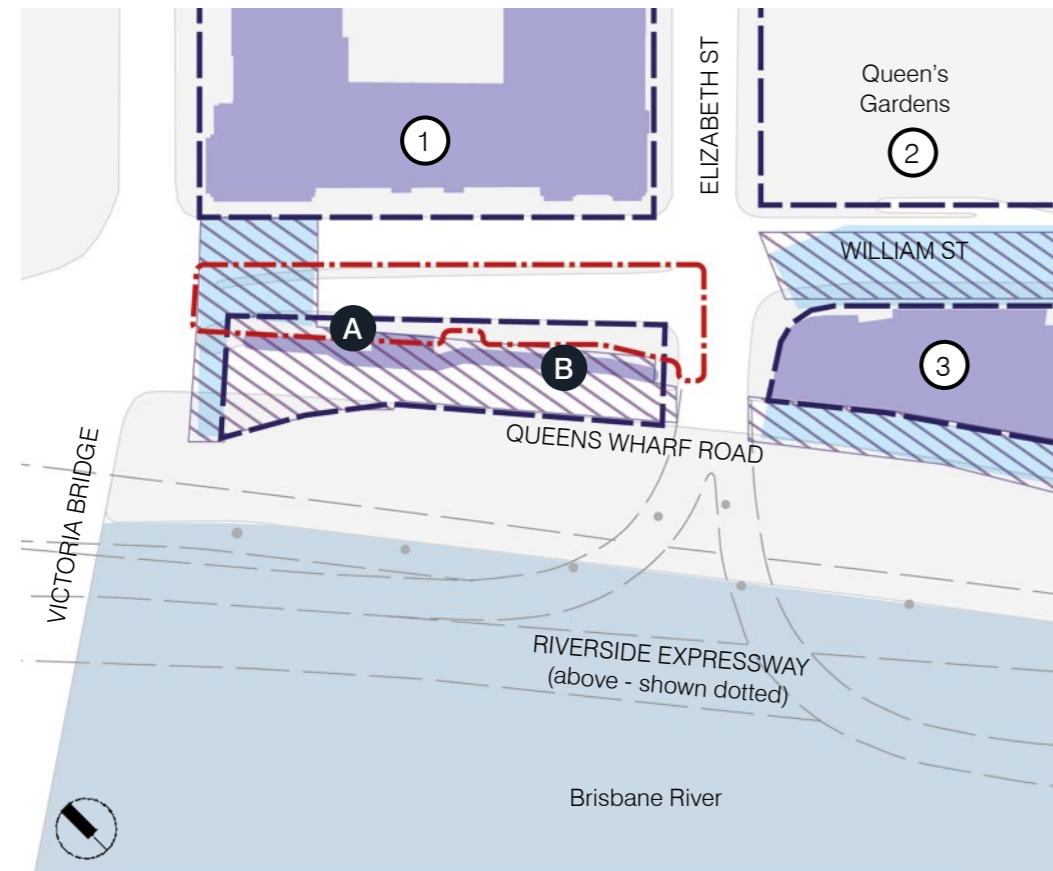 ELIZABETH ST
Queen's
Gardens
1
2
WILLIAM ST
A
B
3
QUEENS WHARF ROAD
VICTORIA BRIDGE
RIVERSIDE EXPRESSWAY
(above - shown dotted)
Brisbane River